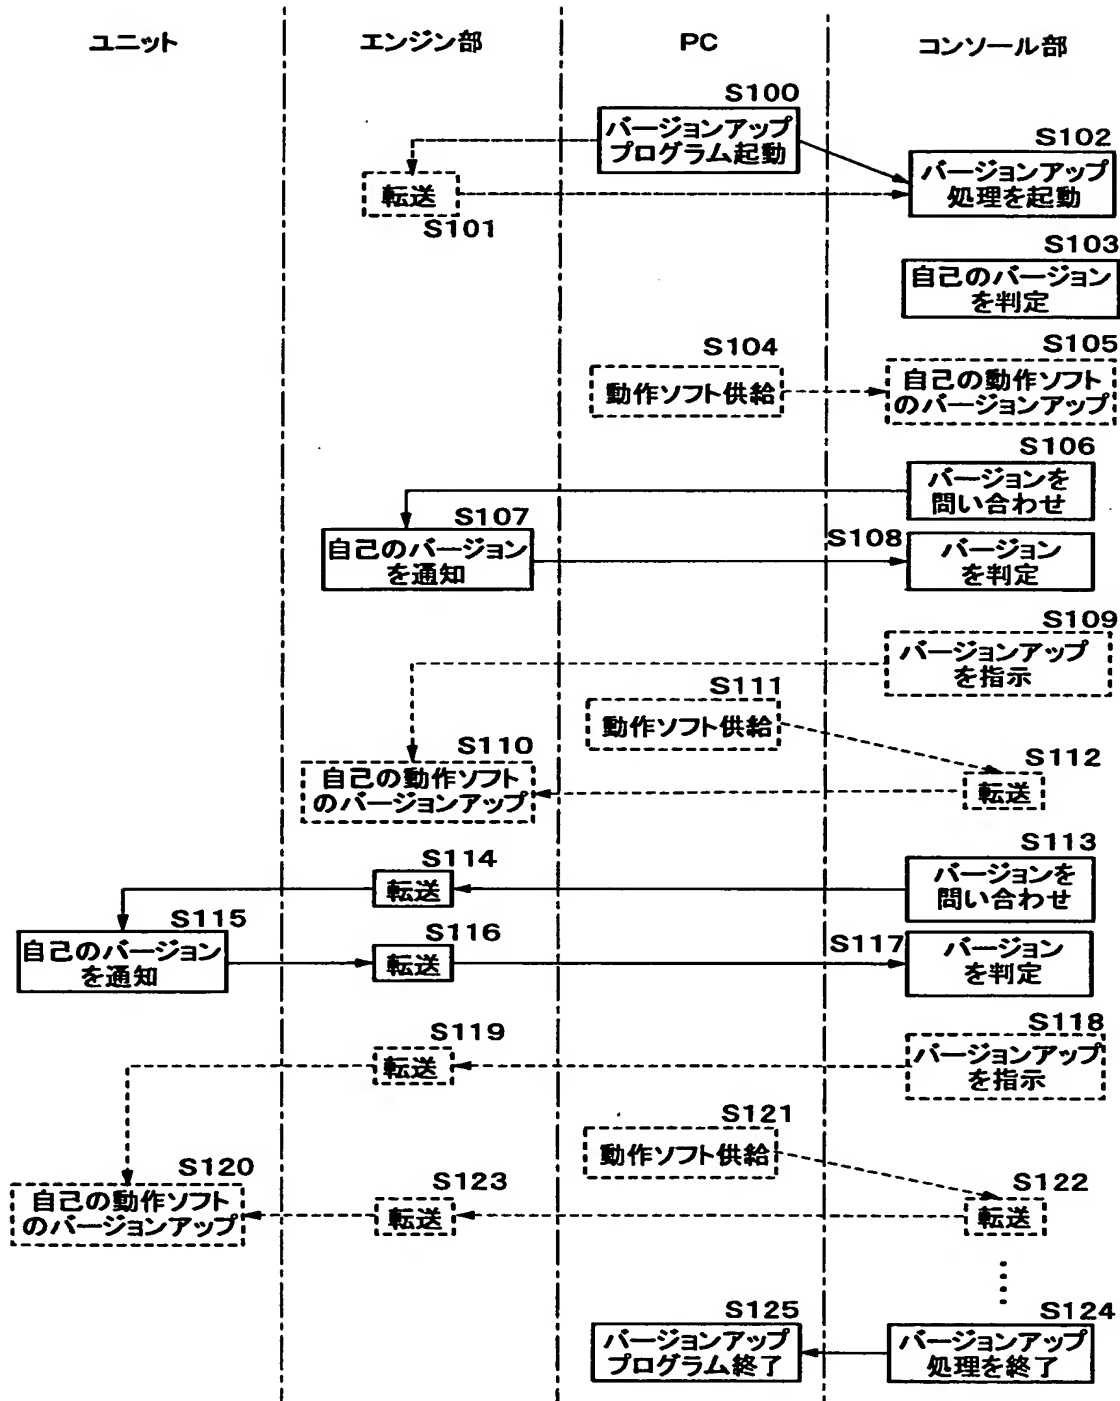 ユニット
エンジン部
PC
コンソール部
S100
バージョンアップ
プログラム起動
S102
バージョンアップ
処理を起動
転送
S101
S103
自己のバージョン
を判定
S104
動作ソフト供給
S105
自己の動作ソフト
のバージョンアップ
S106
バージョンを
問い合わせ
S107
自己のバージョン
を通知
S108
バージョン
を判定
S109
バージョンアップ
を指示
S111
動作ソフト供給
S110
自己の動作ソフト
のバージョンアップ
S112
転送
S113
バージョンを
問い合わせ
S114
転送
S115
自己のバージョン
を通知
S116
転送
S117
バージョン
を判定
S118
バージョンアップ
を指示
S119
転送
S121
動作ソフト供給
S120
自己の動作ソフト
のバージョンアップ
S123
転送
S122
転送
S125
バージョンアップ
プログラム終了
S124
バージョンアップ
処理を終了